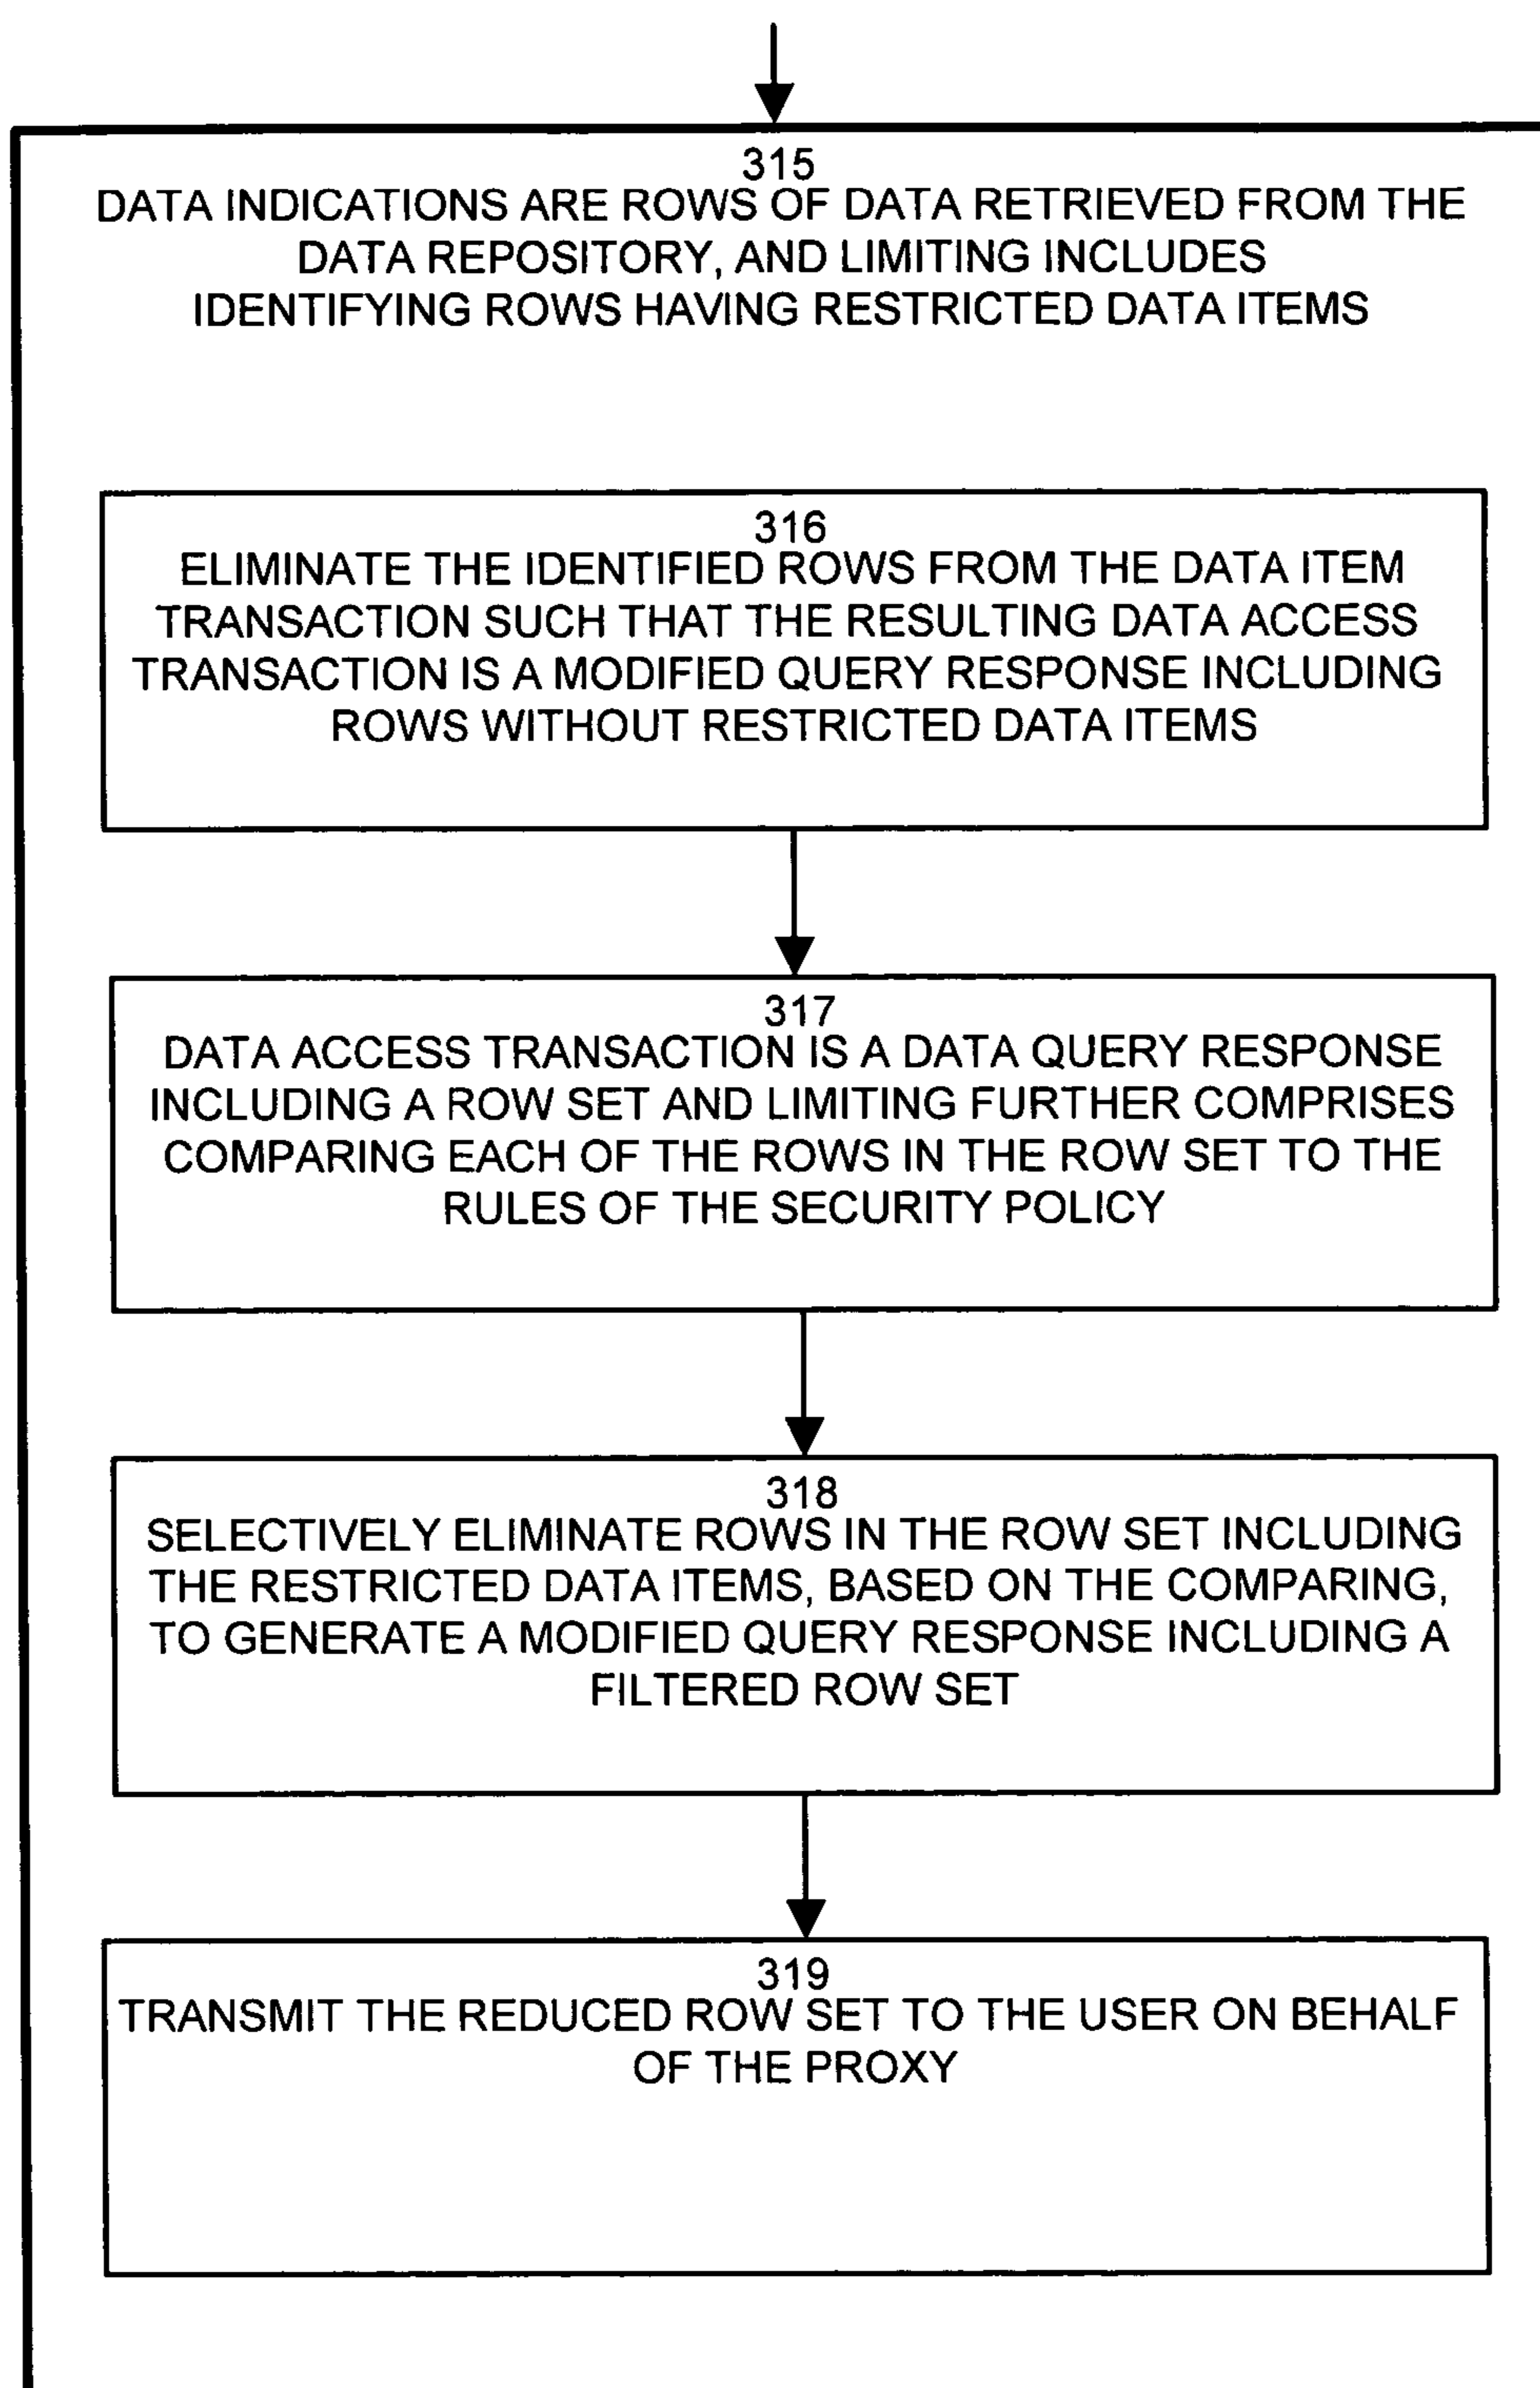 315
DATA INDICATIONS ARE ROWS OF DATA RETRIEVED FROM THE
DATA REPOSITORY, AND LIMITING INCLUDES
IDENTIFYING ROWS HAVING RESTRICTED DATA ITEMS
316
ELIMINATE THE IDENTIFIED ROWS FROM THE DATA ITEM
TRANSACTION SUCH THAT THE RESULTING DATA ACCESS
TRANSACTION IS A MODIFIED QUERY RESPONSE INCLUDING
ROWS WITHOUT RESTRICTED DATA ITEMS
317
DATA ACCESS TRANSACTION IS A DATA QUERY RESPONSE
INCLUDING A ROW SET AND LIMITING FURTHER COMPRISES
COMPARING EACH OF THE ROWS IN THE ROW SET TO THE
RULES OF THE SECURITY POLICY
318
SELECTIVELY ELIMINATE ROWS IN THE ROW SET INCLUDING
THE RESTRICTED DATA ITEMS, BASED ON THE COMPARING,
TO GENERATE A MODIFIED QUERY RESPONSE INCLUDING A
FILTERED ROW SET
319
TRANSMIT THE REDUCED ROW SET TO THE USER ON BEHALF
OF THE PROXY